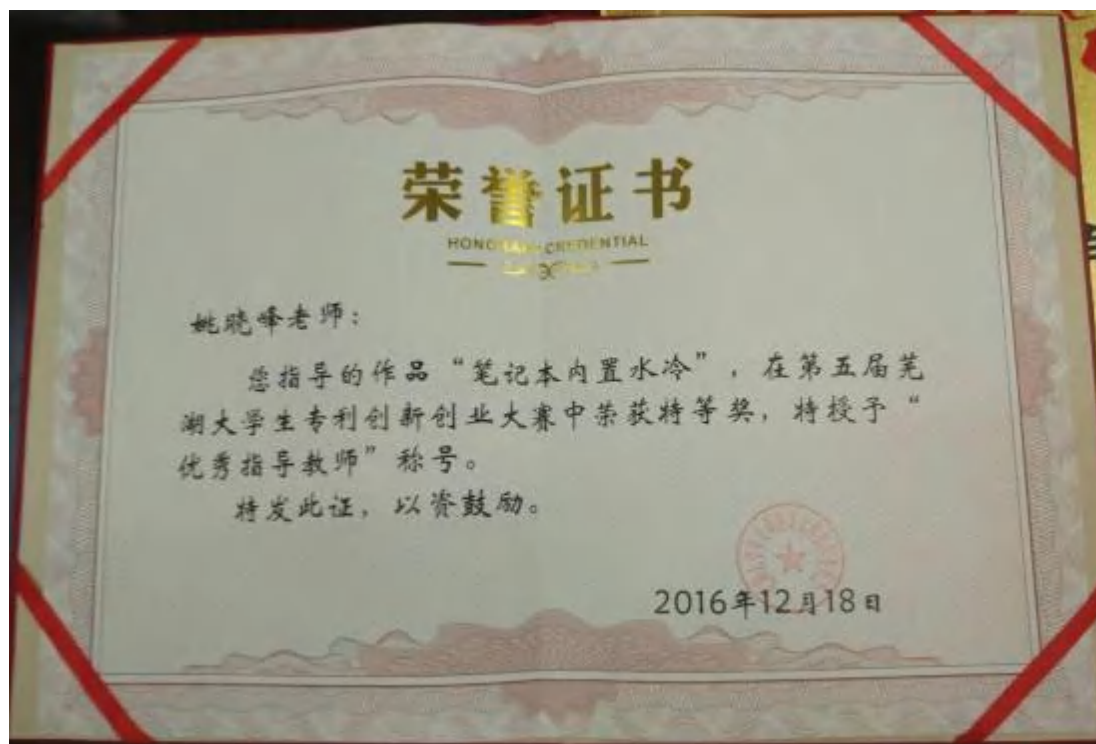 荣誉证书
CREDENTIAL
姚晓峰老师：
您指导的作品“笔记本内置水冷”，在第五届芜
湖大学生专利创新创业大赛中荣获特等奖，特授予“
优秀指导教师”称号。
特发此证，以资鼓励。
2016年12月18日